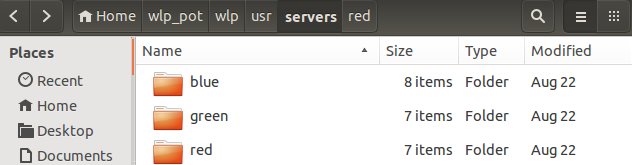 Home wlp_pot wlp usr servers red
Places
Recent
Home
Desktop
Documents
Name Size Type Modified
blue 8 items Folder Aug 22
green 7 items Folder Aug 22
red 7 items Folder Aug 22